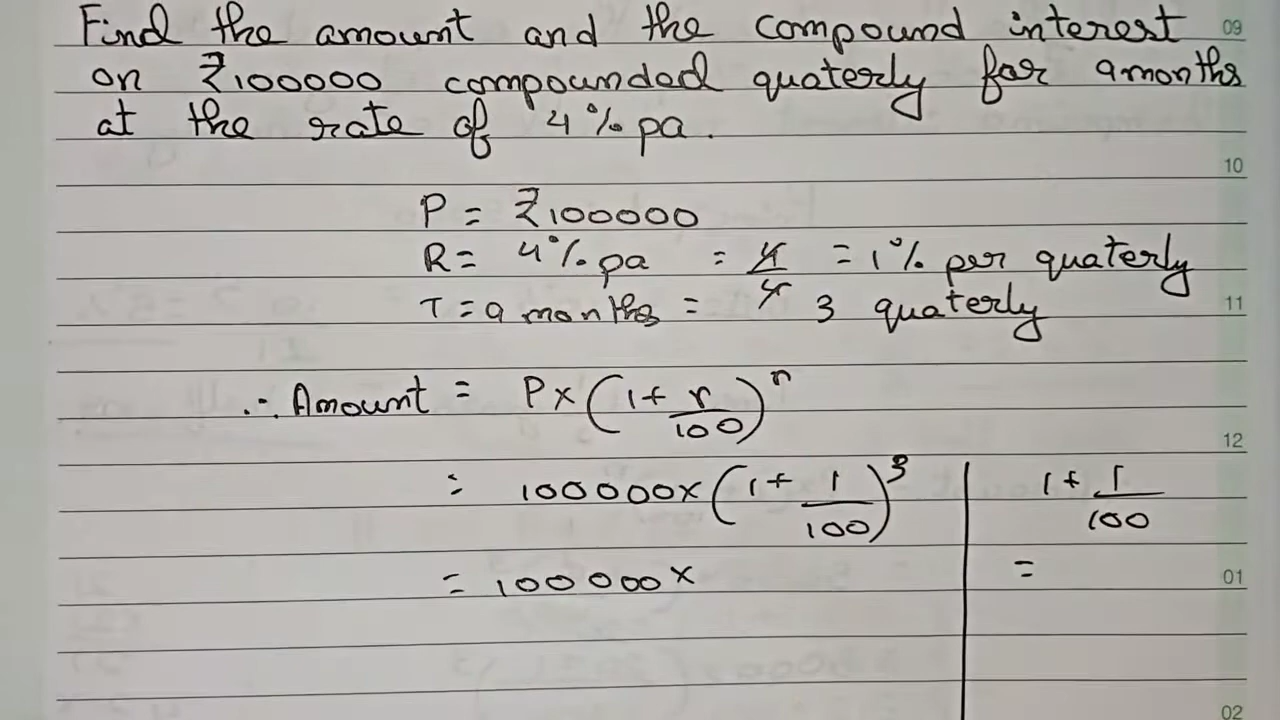 Find the amount and the compound interest 09
on ₹100000 compounded quaterly for 9 months
at the rate of 4% pa.
10
P = ₹100000
R = 4% pa = 4/4 = 1% per quaterly
T = 9 months = 3 quaterly 11
∴ Amount = P × (1 + r/100)^n
12
= 100000 × (1 + 1/100)^3 1 + 1/100
= 100000 × = 01
02